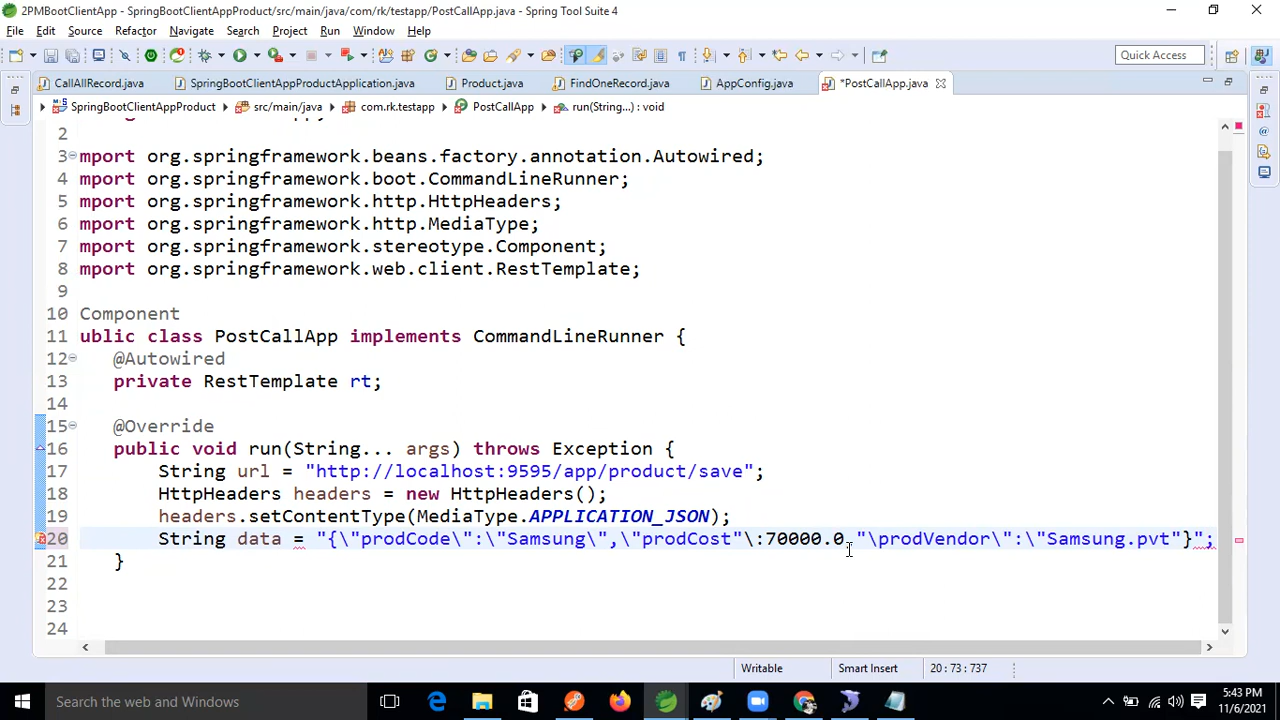 2PMBootClientApp - SpringBootClientAppProduct/src/main/java/com/rk/testapp/PostCallApp.java - Spring Tool Suite 4
File Edit Source Refactor Navigate Search Project Run Window Help
Quick Access
CallAllRecord.java SpringBootClientAppProductApplication.java Product.java FindOneRecord.java AppConfig.java *PostCallApp.java
SpringBootClientAppProduct src/main/java com.rk.testapp PostCallApp run(String...) : void
2
3 mport org.springframework.beans.factory.annotation.Autowired;
4 mport org.springframework.boot.CommandLineRunner;
5 mport org.springframework.http.HttpHeaders;
6 mport org.springframework.http.MediaType;
7 mport org.springframework.stereotype.Component;
8 mport org.springframework.web.client.RestTemplate;
9
10 Component
11 ublic class PostCallApp implements CommandLineRunner {
12 @Autowired
13 private RestTemplate rt;
14
15 @Override
16 public void run(String... args) throws Exception {
17 String url = "http://localhost:9595/app/product/save";
18 HttpHeaders headers = new HttpHeaders();
19 headers.setContentType(MediaType.APPLICATION_JSON);
20 String data = "{\"prodCode\":\"Samsung\",\"prodCost"\:70000.0 "\prodVendor\":\"Samsung.pvt"}";
21 }
22
23
24
Writable Smart Insert 20 : 73 : 737
Search the web and Windows
5:43 PM
11/6/2021